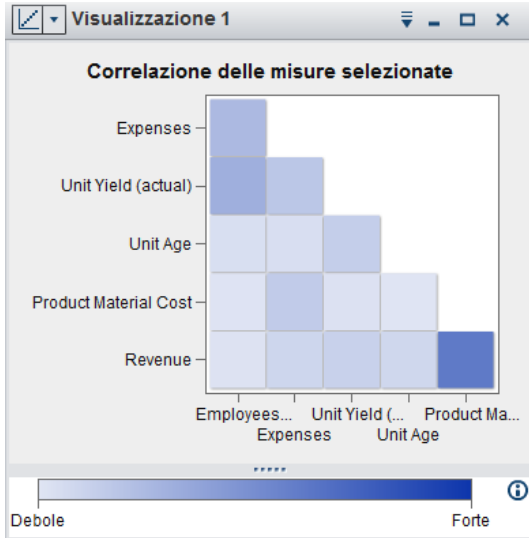 Visualizzazione 1
Correlazione delle misure selezionate
Expenses
Unit Yield (actual)
Unit Age
Product Material Cost
Revenue
Employees... Unit Yield (... Product Ma...
Expenses Unit Age
Debole Forte